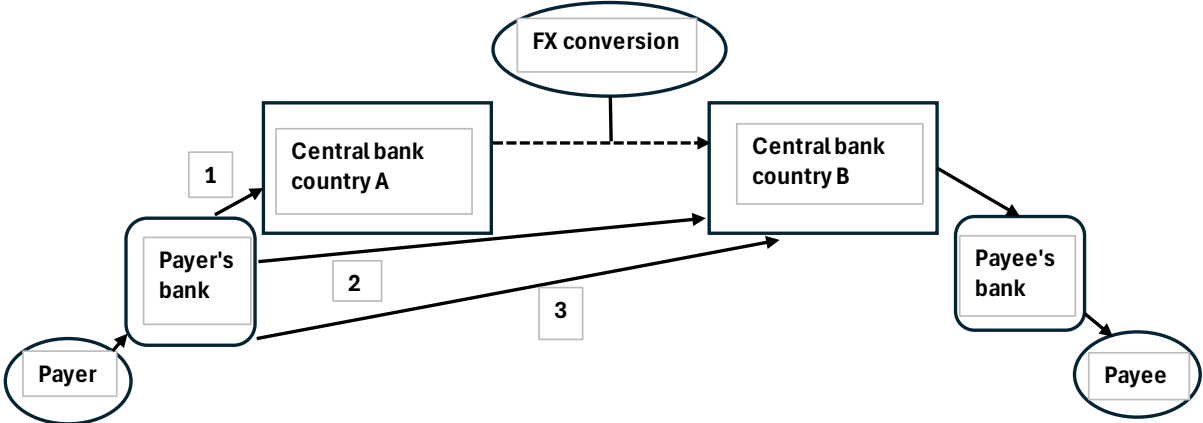 FX conversion
Central bank
country A
Central bank
country B
1
Payer's
bank
2
3
Payee's
bank
Payer
Payee